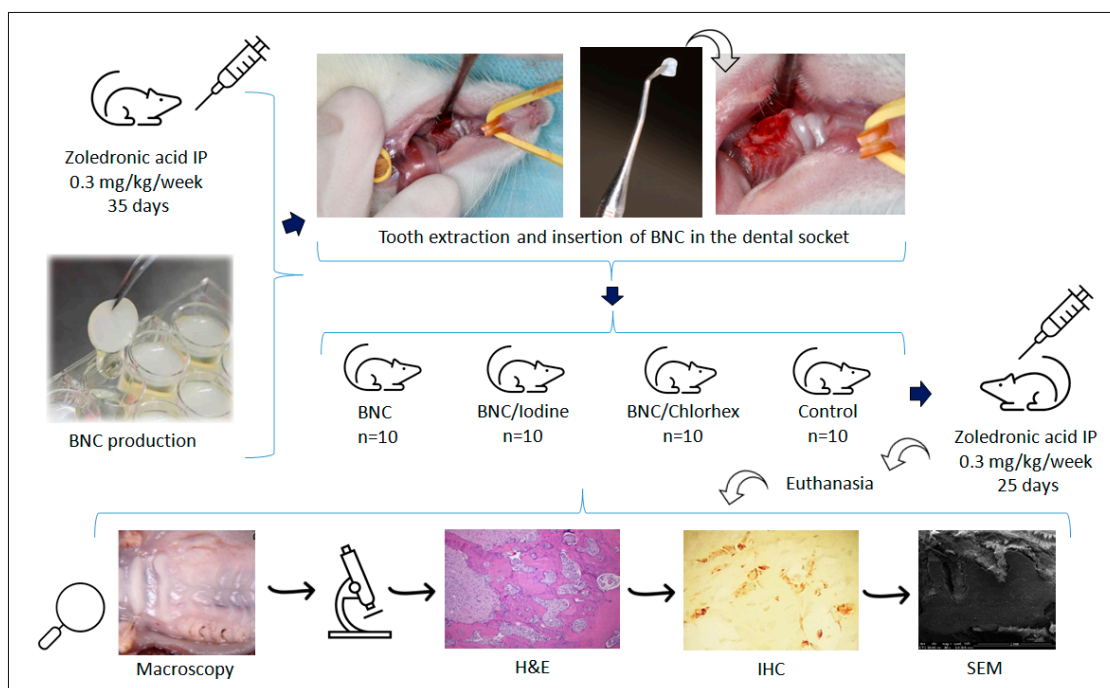 Zoledronic acid IP
0.3 mg/kg/week
35 days
Tooth extraction and insertion of BNC in the dental socket
BNC production
BNC
n=10
BNC/Iodine
n=10
BNC/Chlorhex
n=10
Control
n=10
Zoledronic acid IP
0.3 mg/kg/week
25 days
Euthanasia
Macroscopy
H&E
IHC
SEM